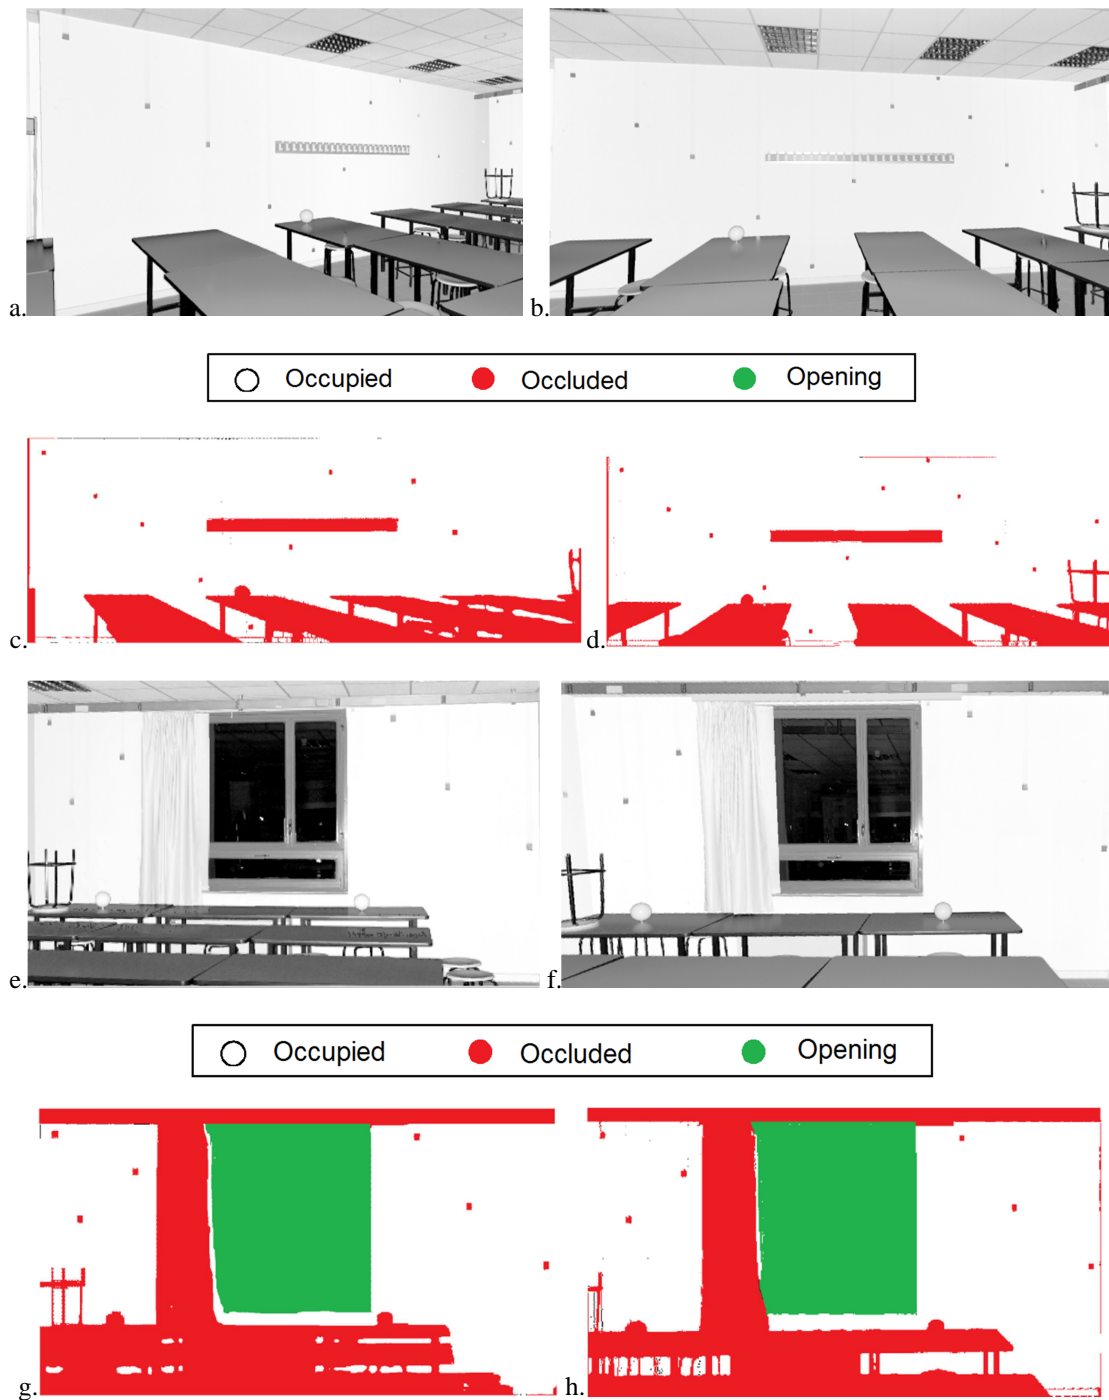 a. b.
Occupied Occluded Opening
c. d.
e. f.
Occupied Occluded Opening
g. h.